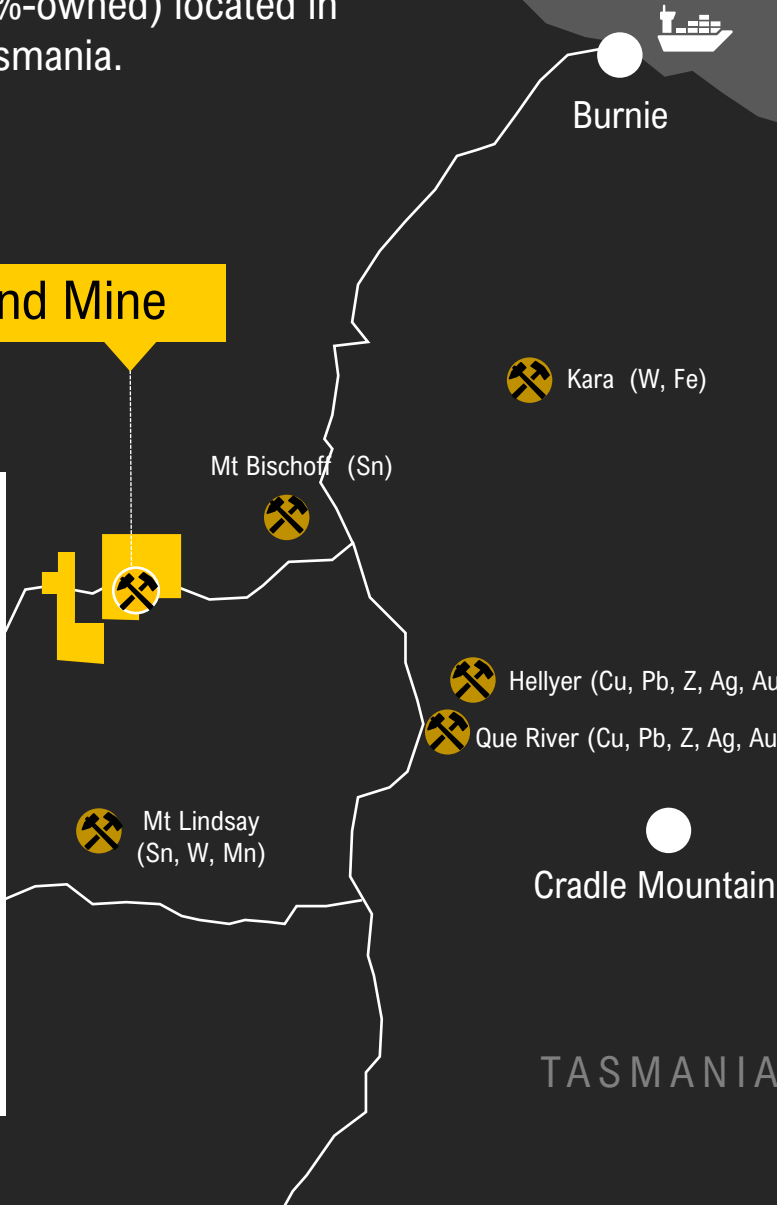 %-owned) located in
smania.
Burnie
nd Mine
Kara (W, Fe)
Mt Bischoff (Sn)
Hellyer (Cu, Pb, Z, Ag, Au
Que River (Cu, Pb, Z, Ag, Au
Mt Lindsay
(Sn, W, Mn)
Cradle Mountain
TASMANIA